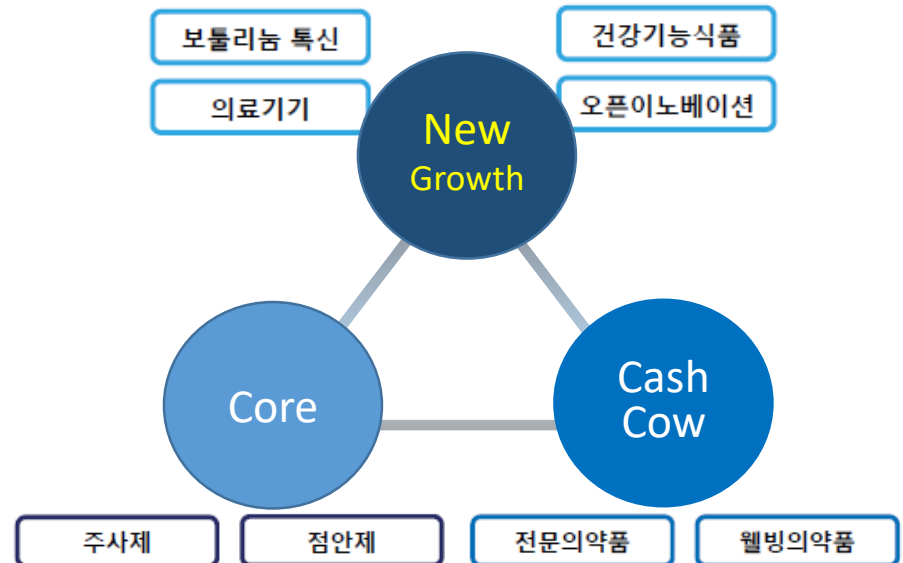 보툴리눔 톡신
건강기능식품
의료기기
오픈이노베이션
New
Growth
Core
Cash
Cow
주사제
점안제
전문의약품
웰빙의약품